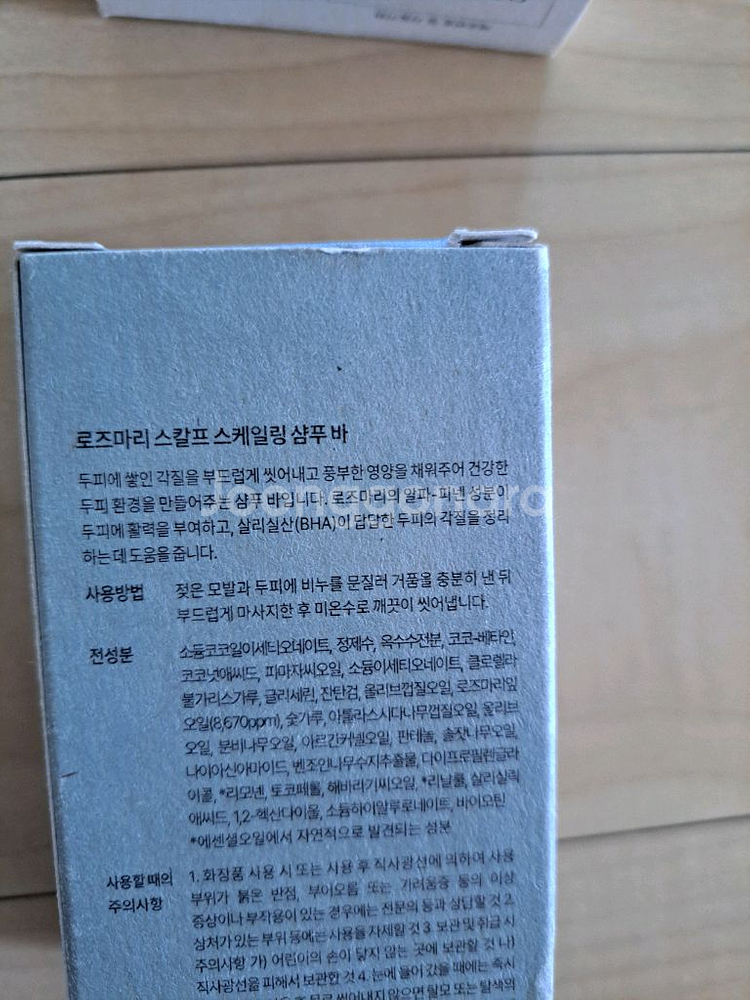 로즈마리 스칼프 스케일링 샴푸 바
두피에 쌓인 각질을 부드럽게 씻어내고 풍부한 영양을 채워주어 건강한
두피 환경을 만들어주는 샴푸 바입니다. 로즈마리의 알파-피넨 성분이
두피에 활력을 부여하고, 살리실산(BHA)이 답답한 두피의 각질을 정리
하는데 도움을 줍니다.
사용방법 젖은 모발과 두피에 비누를 문질러 거품을 충분히 낸 뒤
부드럽게 마사지한 후 미온수로 깨끗이 씻어냅니다.
전성분 소듐코코일이세티오네이트, 정제수, 옥수수전분, 코코-베타인,
코코넛애씨드, 피마자씨오일, 소듐이세티오네이트, 클로렐라
불가리스가루, 글리세린, 잔탄검, 올리브껍질오일, 로즈마리잎
오일(8,670ppm), 숯가루, 아틀라스시다나무껍질오일, 올리브
오일, 분비나무오일, 아르간커넬오일, 판테놀, 솔잣나무오일,
나이아신아마이드, 벤조인나무수지추출물, 다이프로필렌글라
이콜, *리모넨, 토코페롤, 해바라기씨오일, *리날룰, 살리실릭
애씨드, 1,2-헥산다이올, 소듐하이알루로네이트, 바이오틴
*에센셜오일에서 자연적으로 발견되는 성분
사용할 때의 1. 화장품 사용 시 또는 사용 후 직사광선에 의하여 사용
주의사항 부위가 붉은 반점, 부어오름 또는 가려움증 등의 이상
증상이나 부작용이 있는 경우에는 전문의 등과 상담할 것 2.
상처가 있는 부위 등에는 사용을 자제할 것 3. 보관 및 취급 시
주의사항 가) 어린이의 손이 닿지 않는 곳에 보관할 것 나)
직사광선을 피해서 보관할 것 4. 눈에 들어 갔을 때에는 즉시
씻어내지 않으면 탈모 또는 탈색의